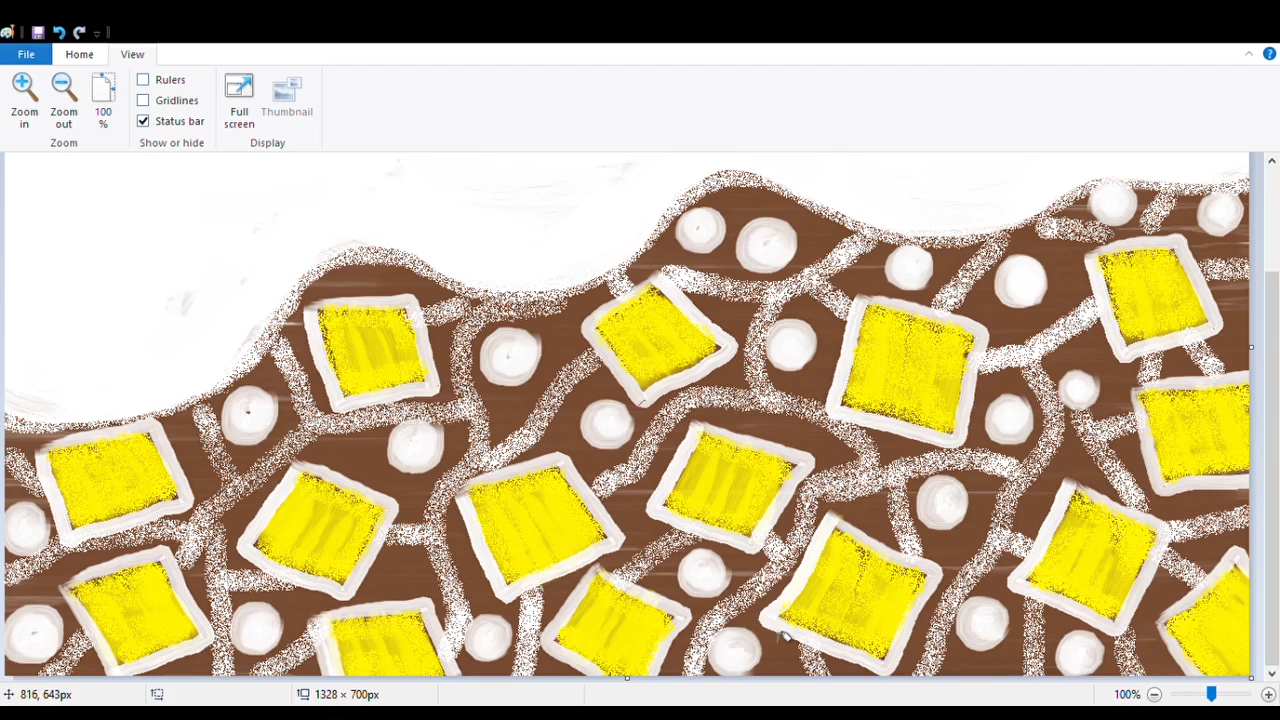 File Home View
Rulers
Gridlines
Status bar
Zoom in
Zoom out
100 %
Full screen
Thumbnail
Zoom
Show or hide
Display
816, 643px
1328 × 700px
100%